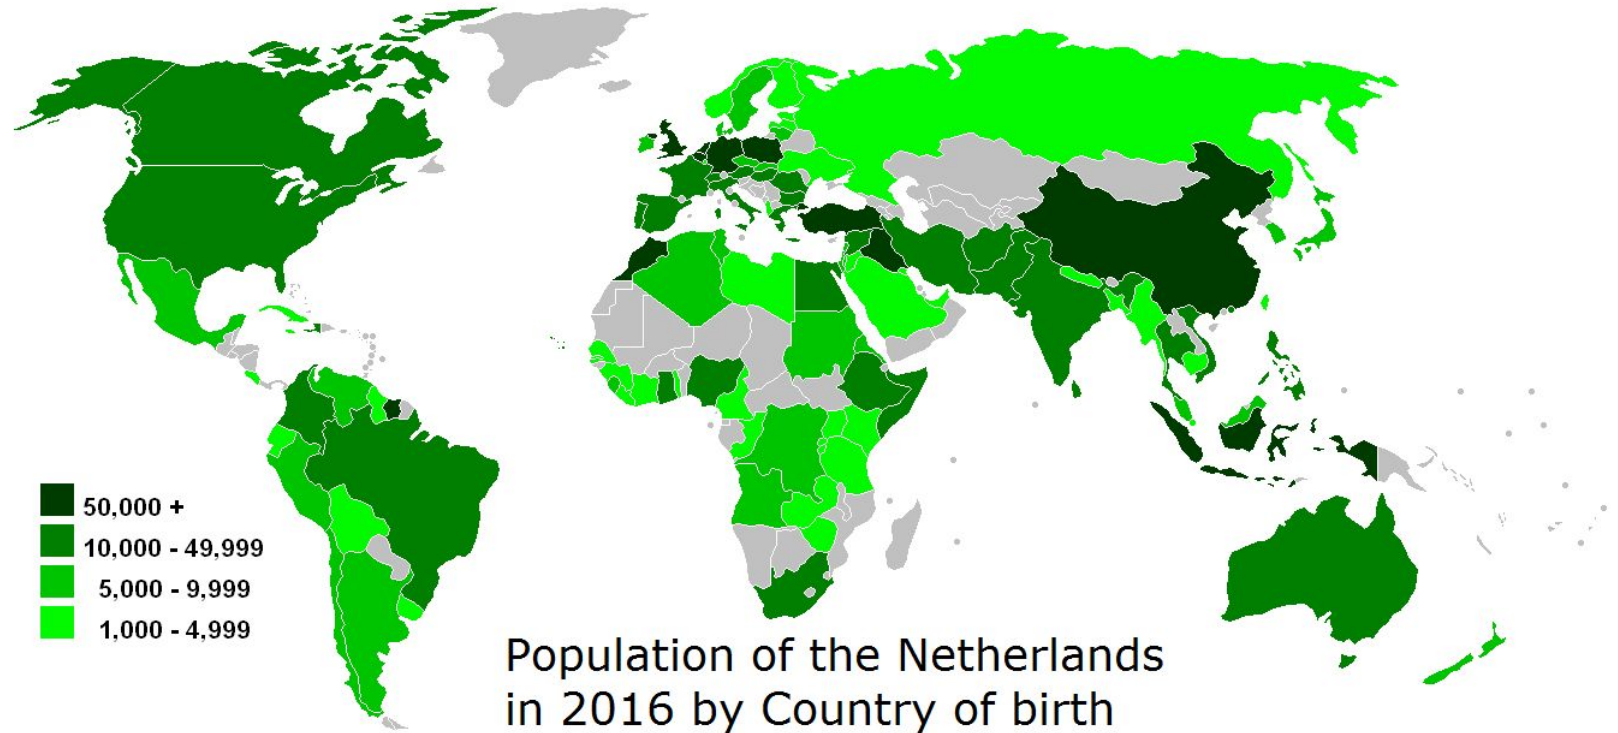 50,000 +
10,000 - 49,999
5,000 - 9,999
1,000 - 4,999
Population of the Netherlands
in 2016 by Country of birth